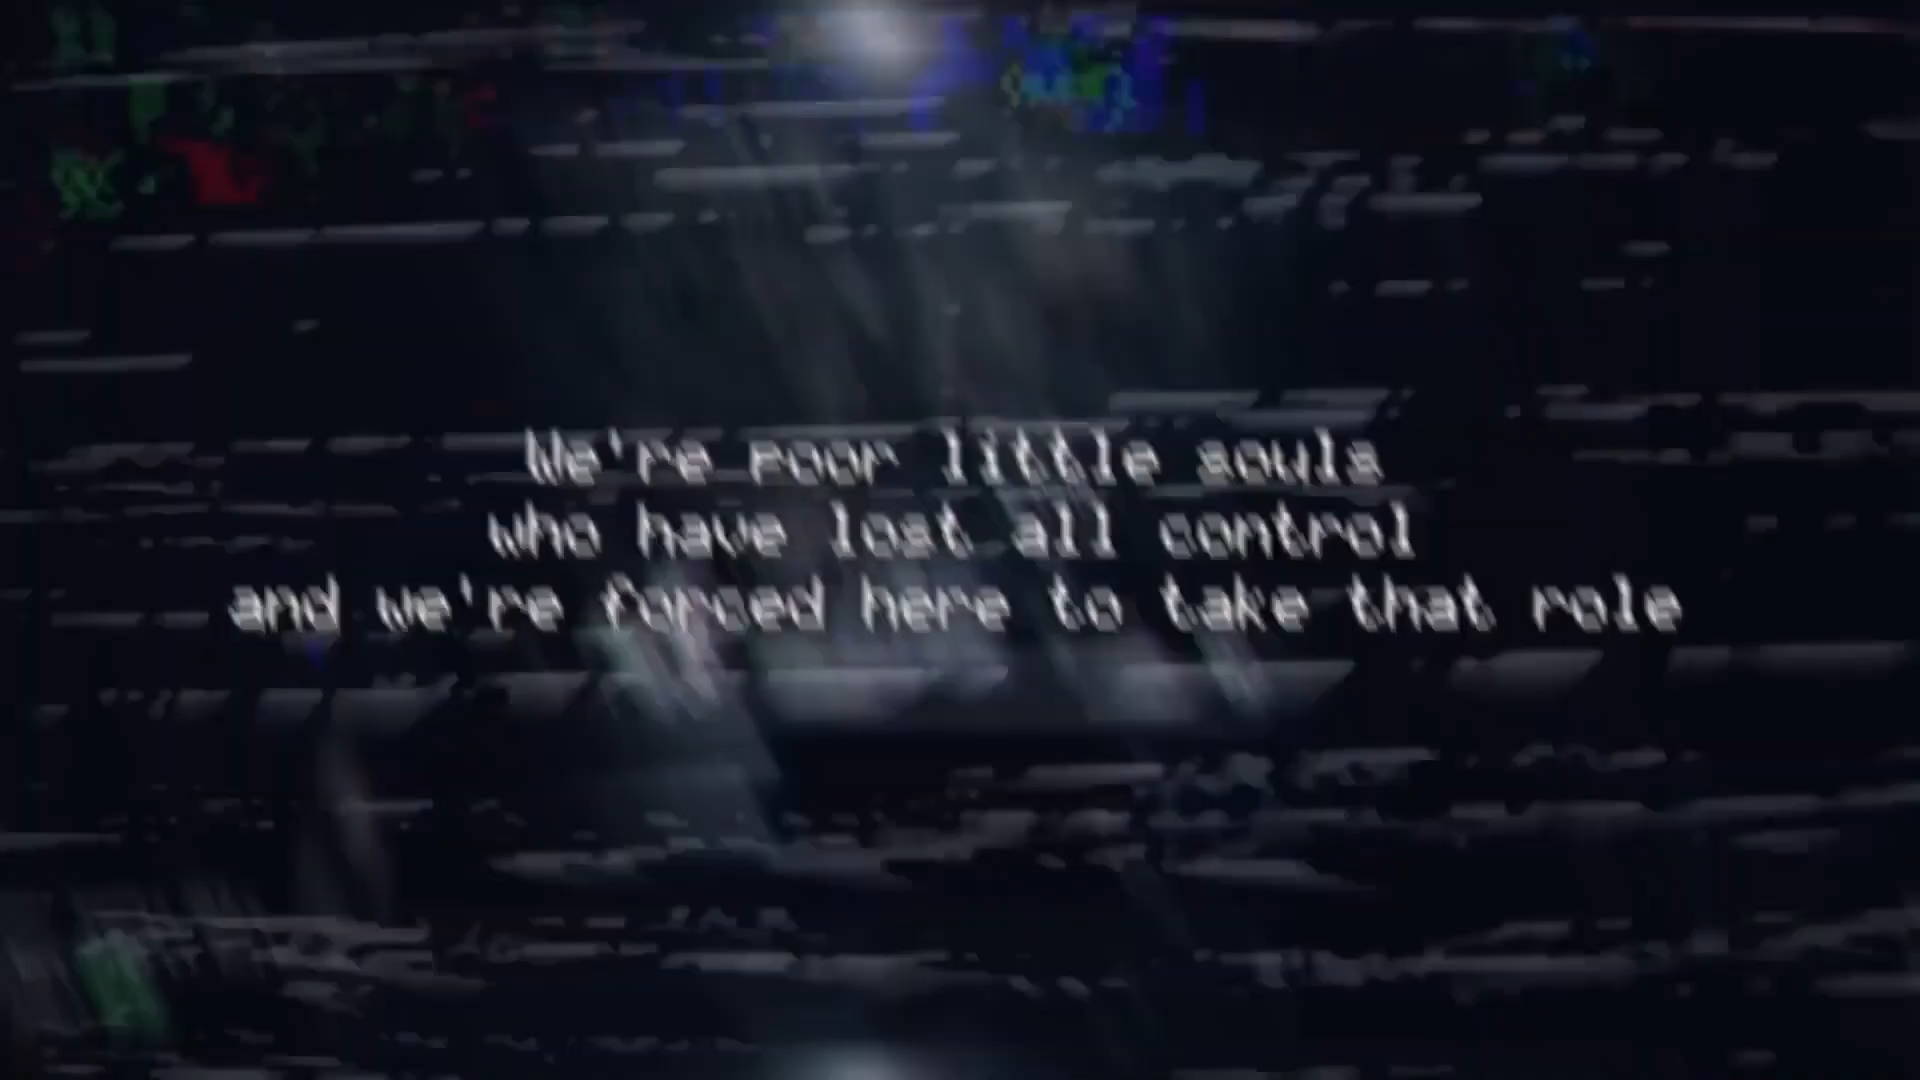 We're poor little souls
who have lost all control
and we're forced here to take that role